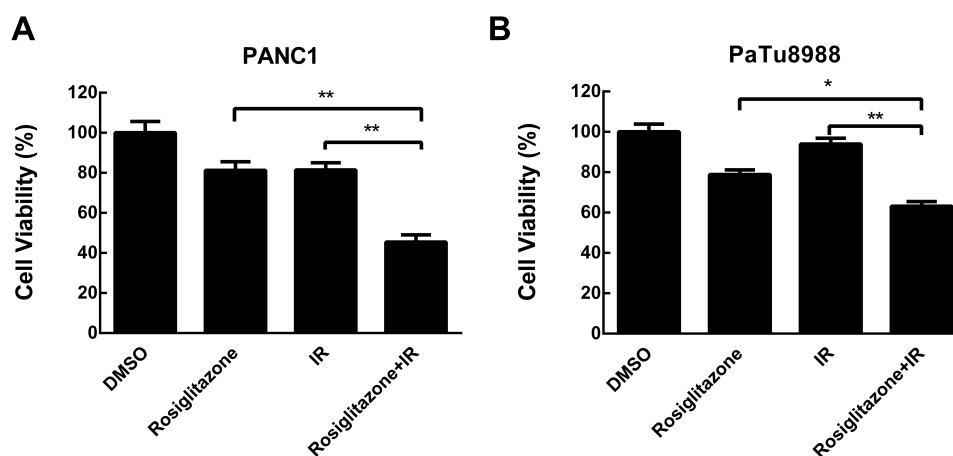 A
PANC1
Cell Viability (%)
120
100
80
60
40
20
0
**
**
DMSO
Rosiglitazone
IR
Rosiglitazone+IR
B
PaTu8988
Cell Viability (%)
120
100
80
60
40
20
0
*
**
DMSO
Rosiglitazone
IR
Rosiglitazone+IR